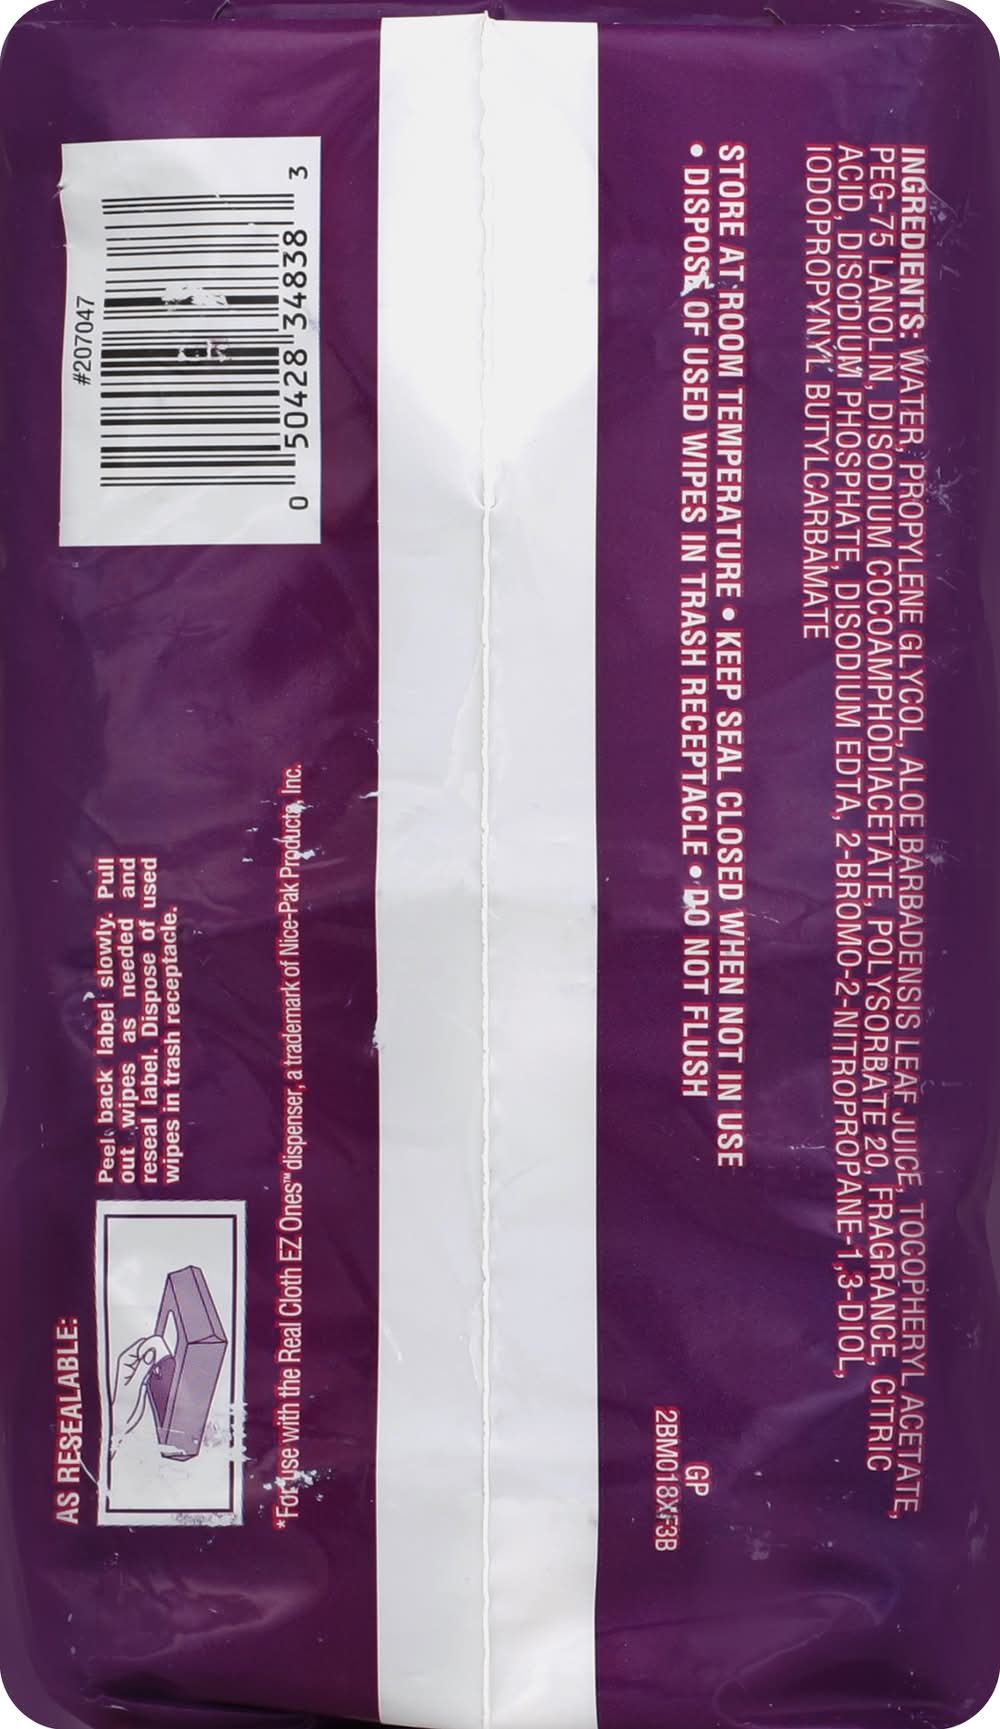 INGREDIENTS: WATER, PROPYLENE GLYCOL, ALOE BARBADENSIS LEAF JUICE, TOCOPHERYL ACETATE,
PEG-75 LANOLIN, DISODIUM COCOAMPHODIACETATE, POLYSORBATE 20, FRAGRANCE, CITRIC
ACID, DISODIUM PHOSPHATE, DISODIUM EDTA, 2-BROMO-2-NITROPROPANE-1,3-DIOL,
IODOPROPYNYL BUTYLCARBAMATE
STORE AT ROOM TEMPERATURE • KEEP SEAL CLOSED WHEN NOT IN USE
• DISPOSE OF USED WIPES IN TRASH RECEPTACLE • DO NOT FLUSH
GP
2BM018XF3B
AS RESEALABLE:
Peel back label slowly. Pull
out wipes as needed and
reseal label. Dispose of used
wipes in trash receptacle.
*For use with the Real Cloth EZ Ones™ dispenser, a trademark of Nice-Pak Products, Inc.
#207047
0 50428 34838 3